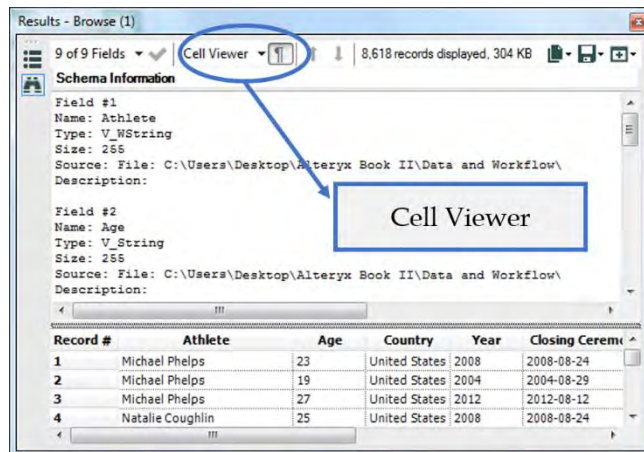 Results - Browse (1)
9 of 9 Fields Cell Viewer ¶ 8,618 records displayed, 304 KB
Schema Information
Field #1
Name: Athlete
Type: V_WString
Size: 255
Source: File: C:\Users\Desktop\Alteryx Book II\Data and Workflow\
Description:
Field #2
Name: Age
Type: V_String
Size: 255
Source: File: C:\Users\Desktop\Alteryx Book II\Data and Workflow\
Description:
Cell Viewer
Record # Athlete Age Country Year Closing Ceremo
1 Michael Phelps 23 United States 2008 2008-08-24
2 Michael Phelps 19 United States 2004 2004-08-29
3 Michael Phelps 27 United States 2012 2012-08-12
4 Natalie Coughlin 25 United States 2008 2008-08-24